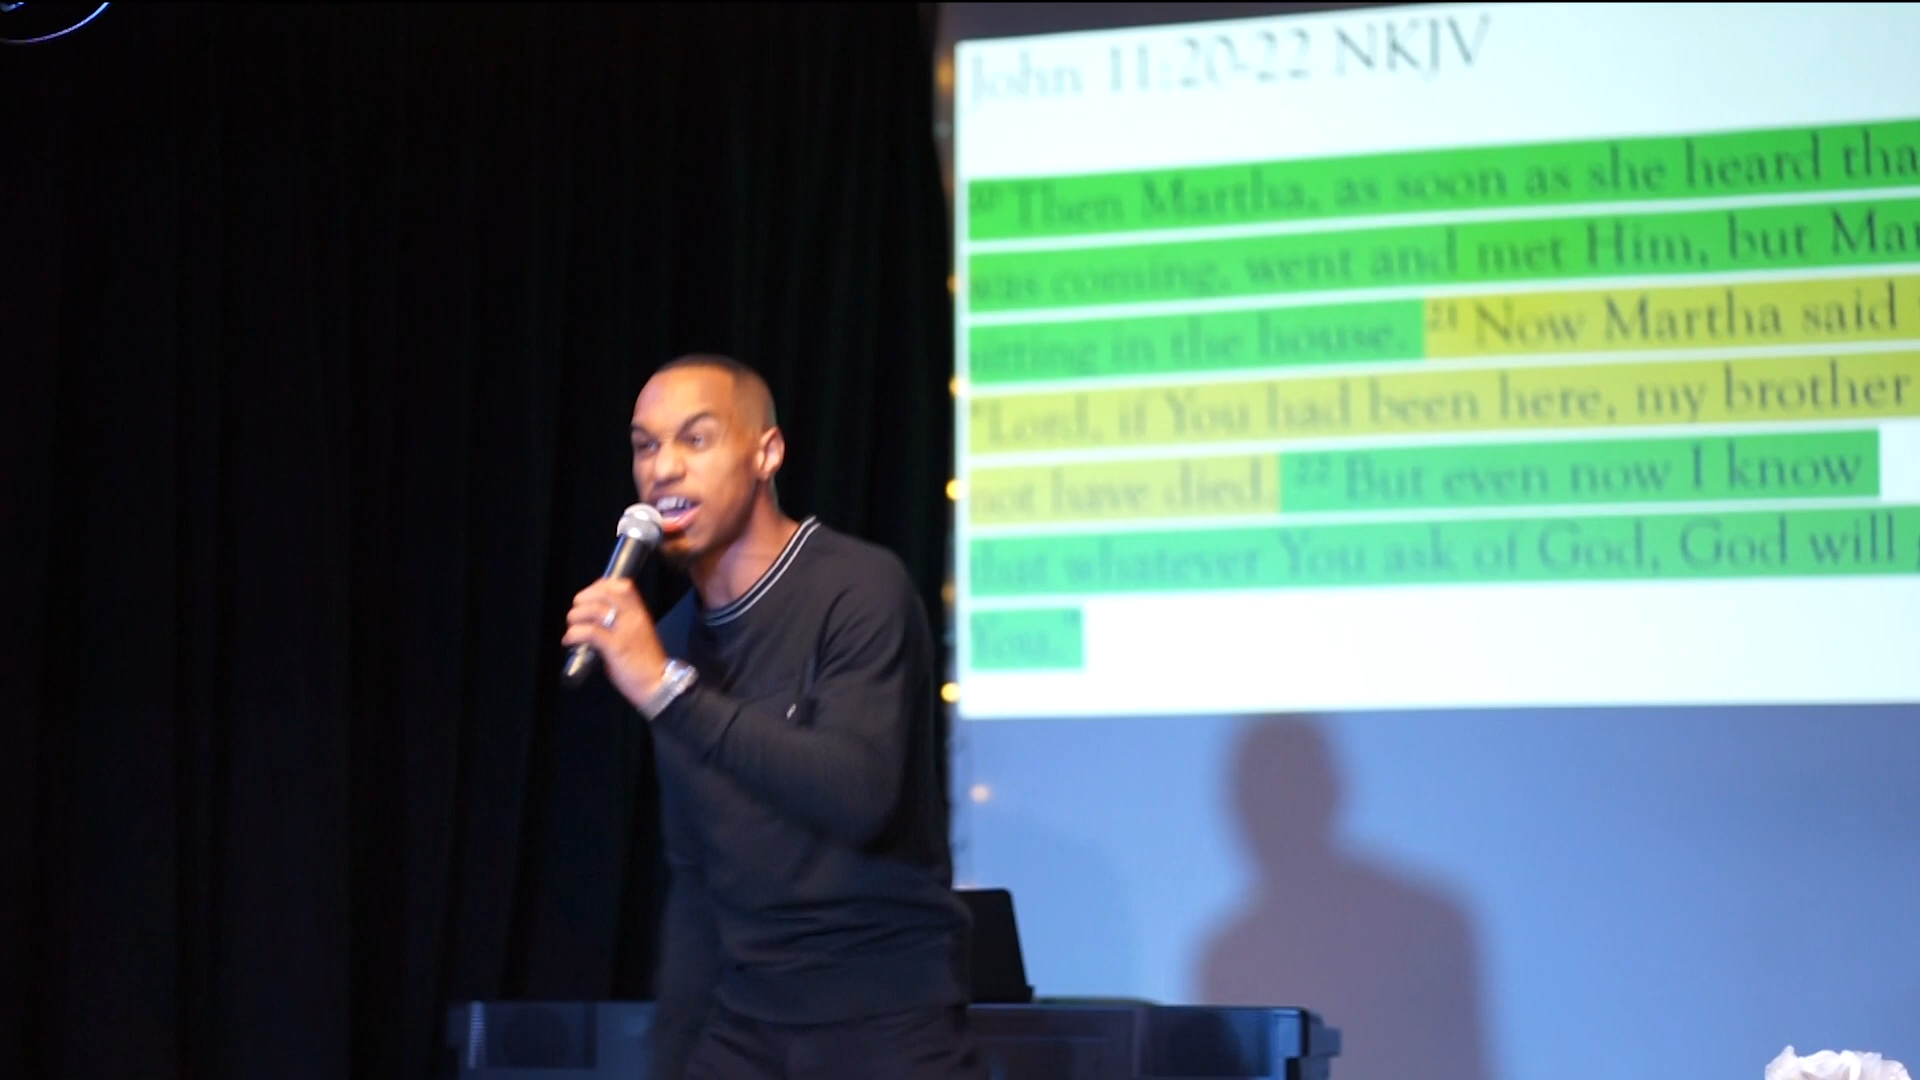 John 11:20-22 NKJV
20 Then Martha, as soon as she heard tha
was coming, went and met Him, but Mar
sitting in the house. 21 Now Martha said
"Lord, if You had been here, my brother
not have died. 22 But even now I know
that whatever You ask of God, God will
You."